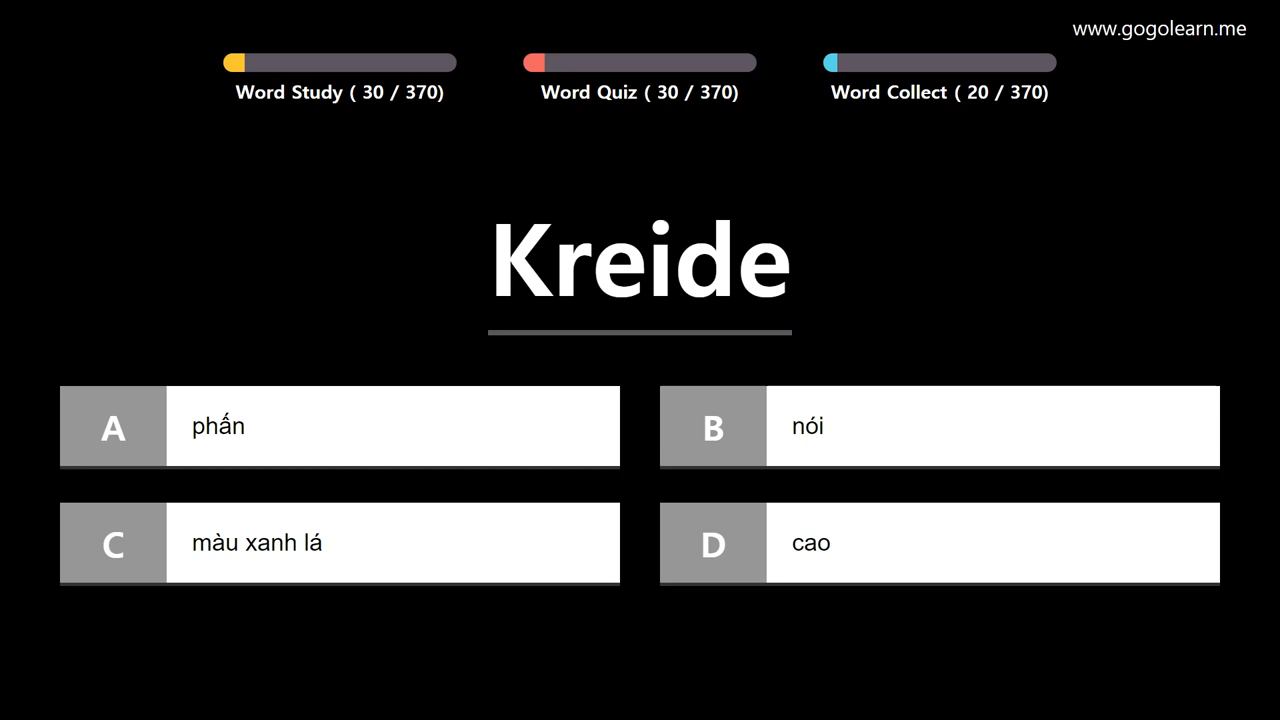 www.gogolearn.me
Word Study ( 30 / 370)
Word Quiz ( 30 / 370)
Word Collect ( 20 / 370)
Kreide
A
phấn
B
nói
C
màu xanh lá
D
cao